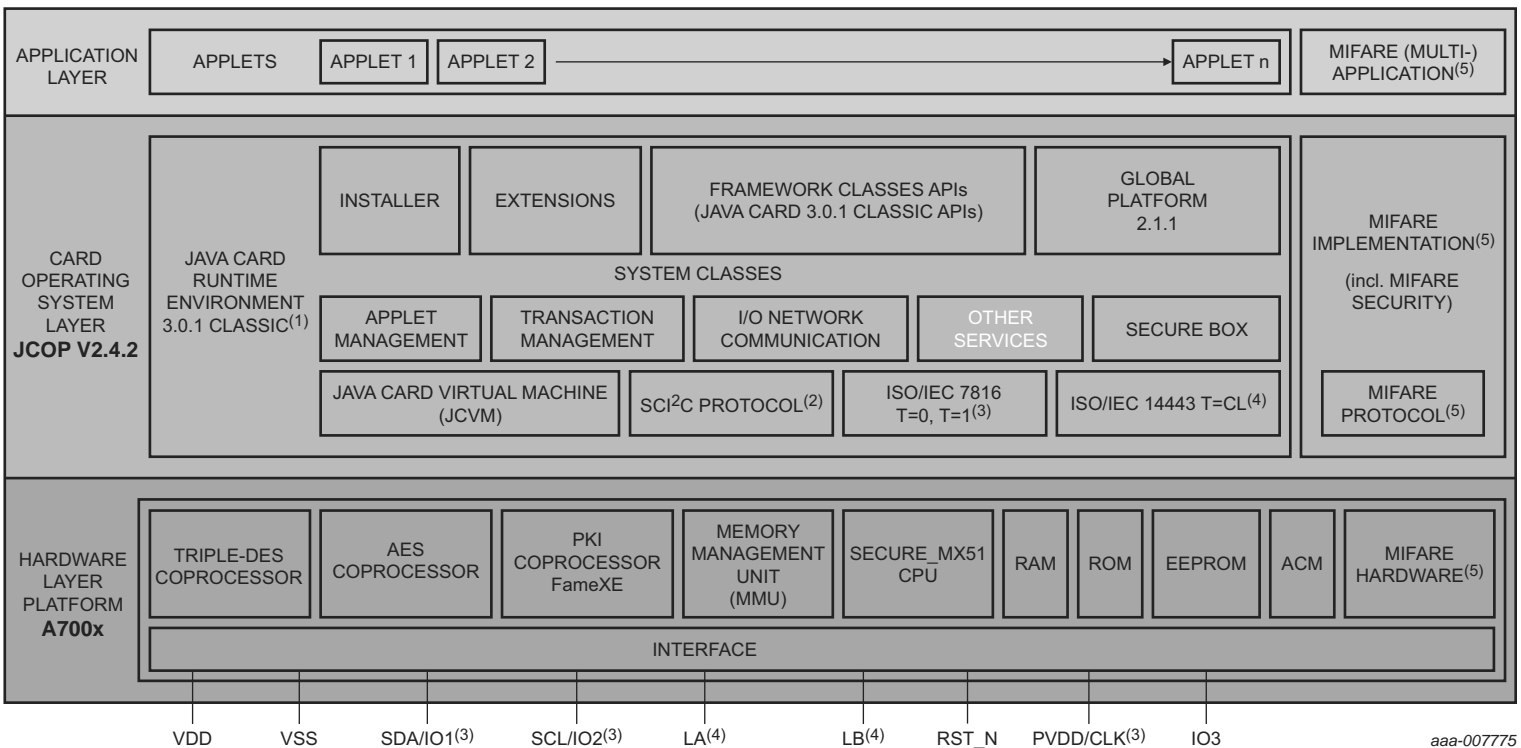 APPLICATION
LAYER
APPLETS
APPLET 1
APPLET 2
APPLET n
MIFARE (MULTI-)
APPLICATION(5)
CARD
OPERATING
SYSTEM
LAYER
JCOP V2.4.2
JAVA CARD
RUNTIME
ENVIRONMENT
3.0.1 CLASSIC(1)
INSTALLER
EXTENSIONS
FRAMEWORK CLASSES APIs
(JAVA CARD 3.0.1 CLASSIC APIs)
GLOBAL
PLATFORM
2.1.1
SYSTEM CLASSES
APPLET
MANAGEMENT
TRANSACTION
MANAGEMENT
I/O NETWORK
COMMUNICATION
OTHER
SERVICES
SECURE BOX
JAVA CARD VIRTUAL MACHINE
(JCVM)
SCI2C PROTOCOL(2)
ISO/IEC 7816
T=0, T=1(3)
ISO/IEC 14443 T=CL(4)
MIFARE
IMPLEMENTATION(5)
(incl. MIFARE
SECURITY)
MIFARE
PROTOCOL(5)
HARDWARE
LAYER
PLATFORM
A700x
TRIPLE-DES
COPROCESSOR
AES
COPROCESSOR
PKI
COPROCESSOR
FameXE
MEMORY
MANAGEMENT
UNIT
(MMU)
SECURE_MX51
CPU
RAM
ROM
EEPROM
ACM
MIFARE
HARDWARE(5)
INTERFACE
VDD
VSS
SDA/IO1(3)
SCL/IO2(3)
LA(4)
LB(4)
RST_N
PVDD/CLK(3)
IO3
aaa-007775